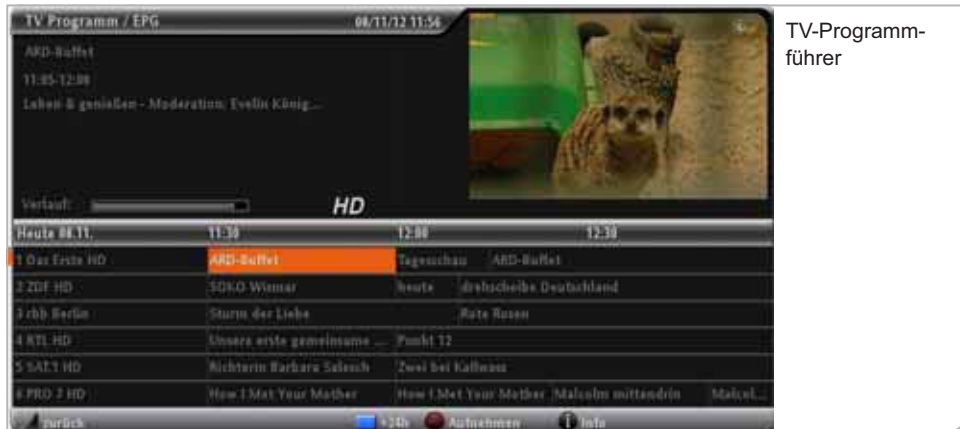 TV Programm / EPG 08/11/12 11:56
ARD-Buffet
11:05-12:00
Leben & genießen - Moderation: Evelin König...
Verlauf:
HD
Heute 08.11. 11:30 12:00 12:30
1 Das Erste HD ARD-Buffet Tagesschau ARD-Buffet
2 ZDF HD SOKO Wismar heute drehscheibe Deutschland
3 rbb Berlin Sturm der Liebe Rote Rosen
4 RTL HD Unsere erste gemeinsame ... Punkt 12
5 SAT.1 HD Richterin Barbara Salesch Zwei bei Kallwass
6 PRO 7 HD How I Met Your Mother How I Met Your Mother Malcolm mittendrin Malcol...
zurück +24h Aufnehmen i Info
TV-Programm-
führer